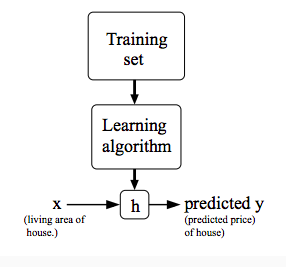 Training
set
Learning
algorithm
x
(living area of
house.)
h
predicted y
(predicted price)
of house)